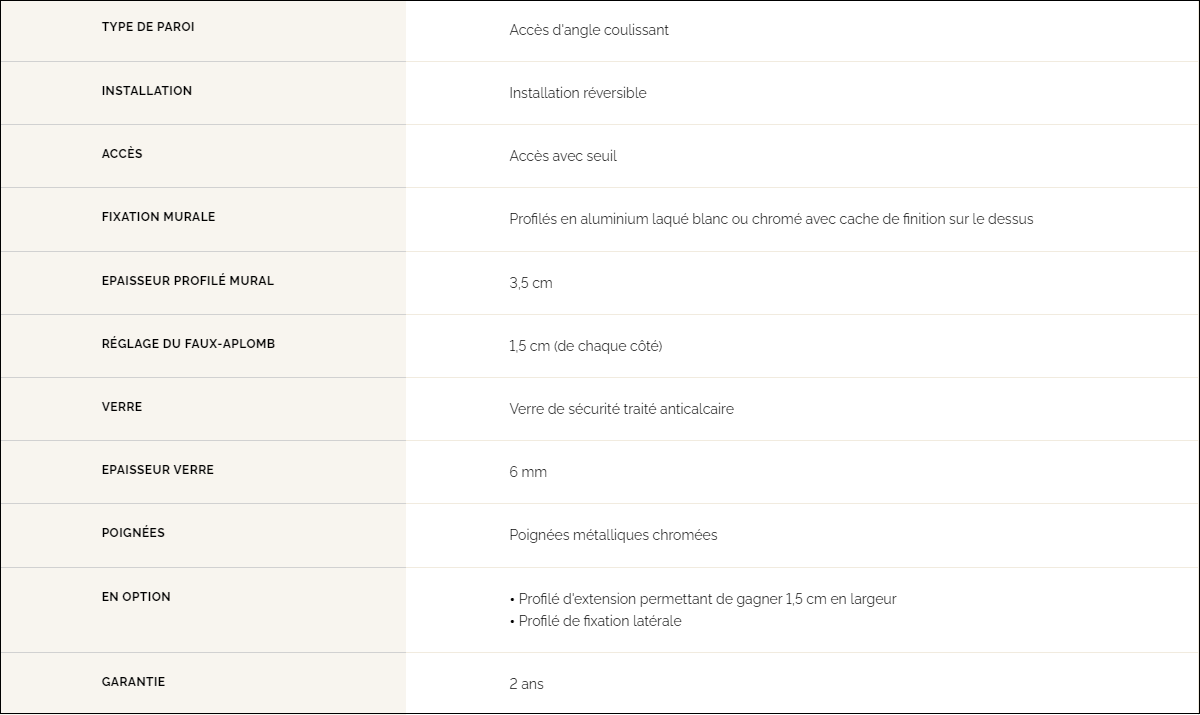 TYPE DE PAROI
Accès d'angle coulissant
INSTALLATION
Installation réversible
ACCÈS
Accès avec seuil
FIXATION MURALE
Profilés en aluminium laqué blanc ou chromé avec cache de finition sur le dessus
EPAISSEUR PROFILÉ MURAL
3,5 cm
RÉGLAGE DU FAUX-APLOMB
1,5 cm (de chaque côté)
VERRE
Verre de sécurité traité anticalcaire
EPAISSEUR VERRE
6 mm
POIGNÉES
Poignées métalliques chromées
EN OPTION
• Profilé d'extension permettant de gagner 1,5 cm en largeur
• Profilé de fixation latérale
GARANTIE
2 ans